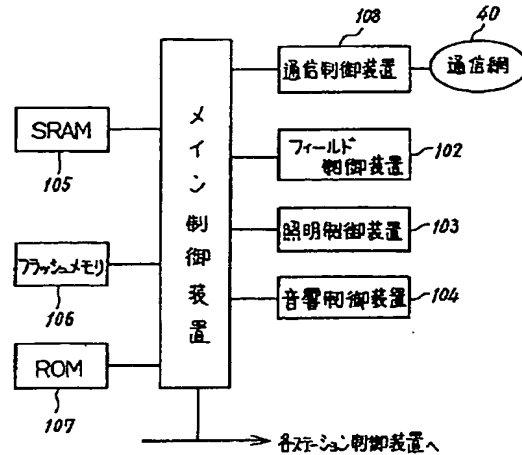 108
40
通信制御装置
通信網
メイン制御装置
SRAM
105
フィールド
制御装置
102
照明制御装置
103
フラッシュメモリ
106
音響制御装置
104
ROM
107
各ステーション制御装置へ